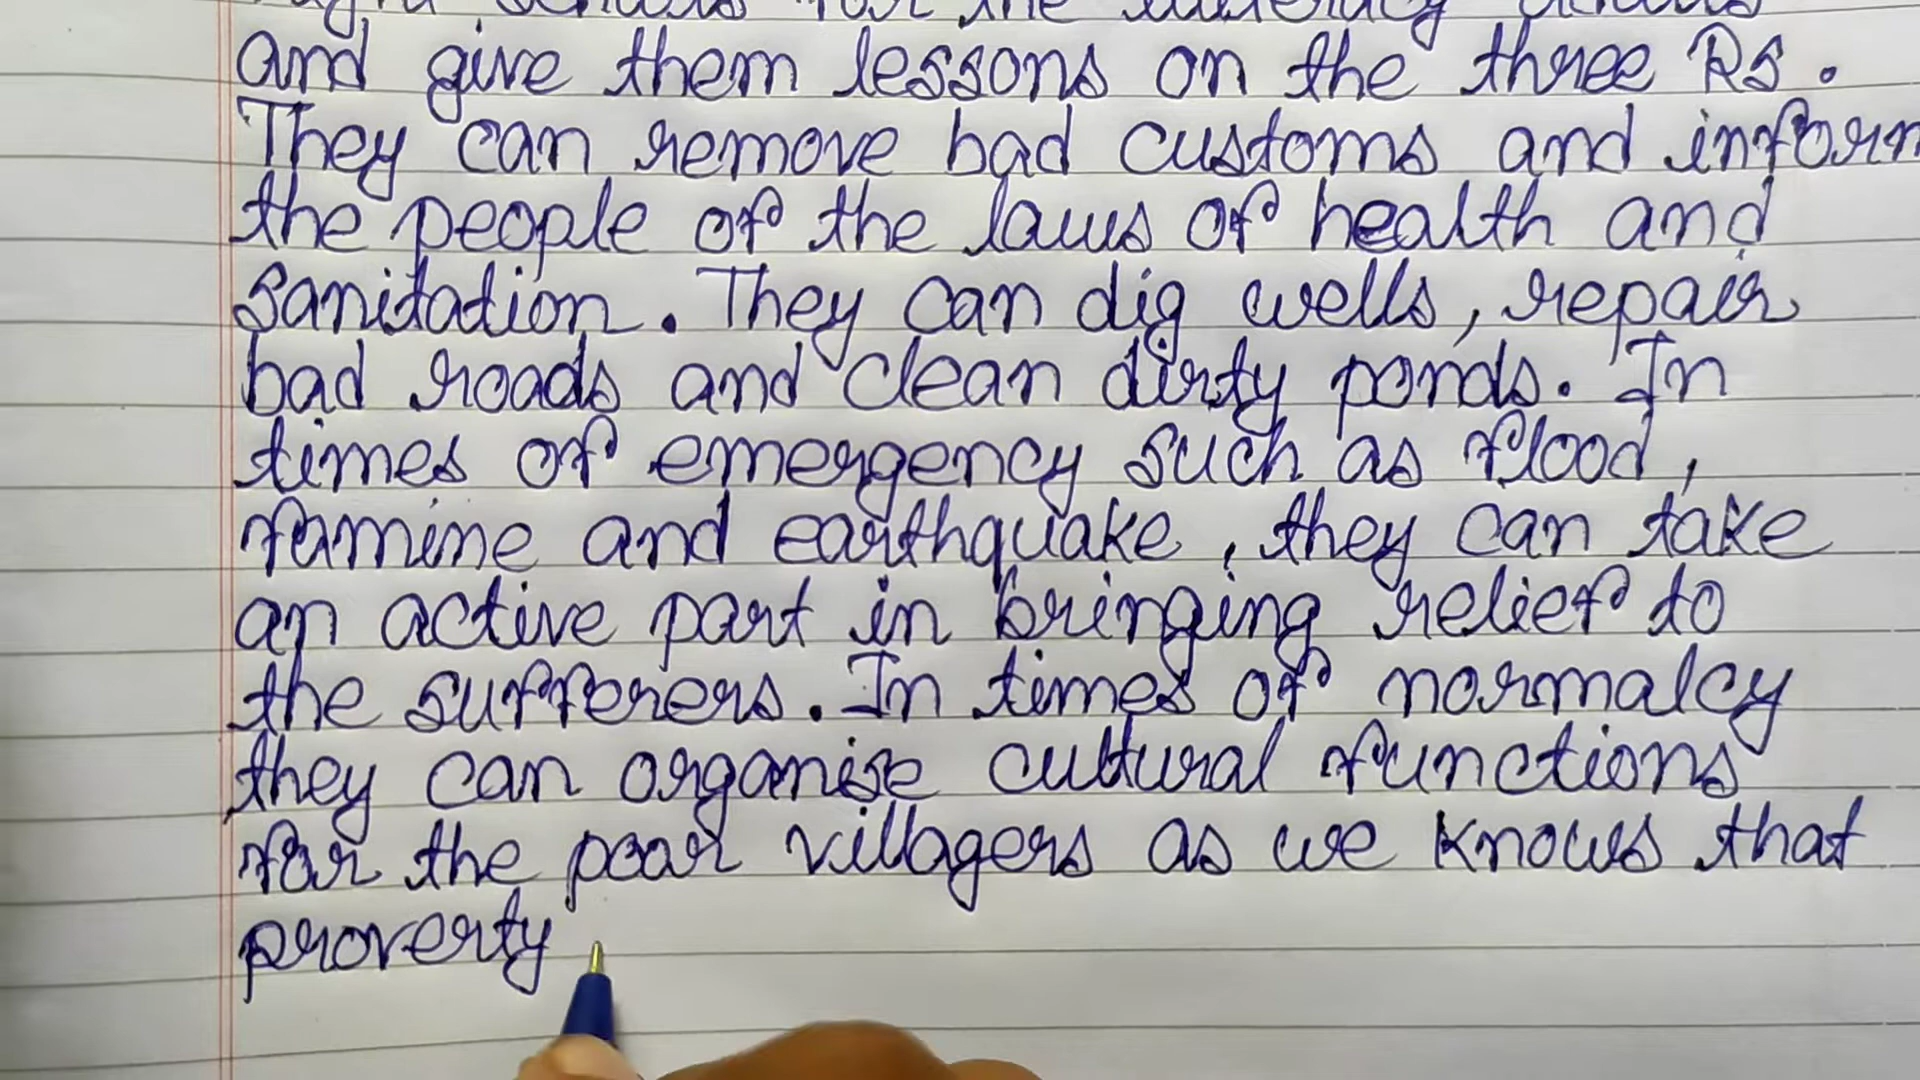 for the
and give them lessons on the three Rs.
They can remove bad customs and inform
the people of the laws of health and
sanitation. They can dig wells, repair
bad roads and clean dirty ponds. In
times of emergency such as flood,
famine and earthquake, they can take
an active part in bringing relief to
the sufferers. In times of normalcy
they can organise cultural functions
for the poor villagers as we knows that
proverty